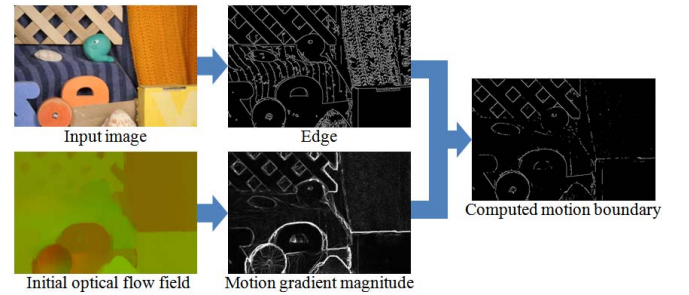 Input image
Edge
Computed motion boundary
Initial optical flow field
Motion gradient magnitude